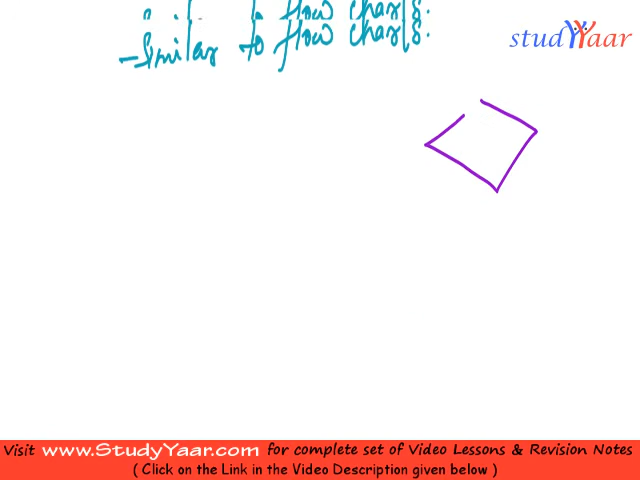 - Similar to flow charts.
studYYaar
Visit www.StudyYaar.com for complete set of Video Lessons & Revision Notes
( Click on the Link in the Video Description given below )